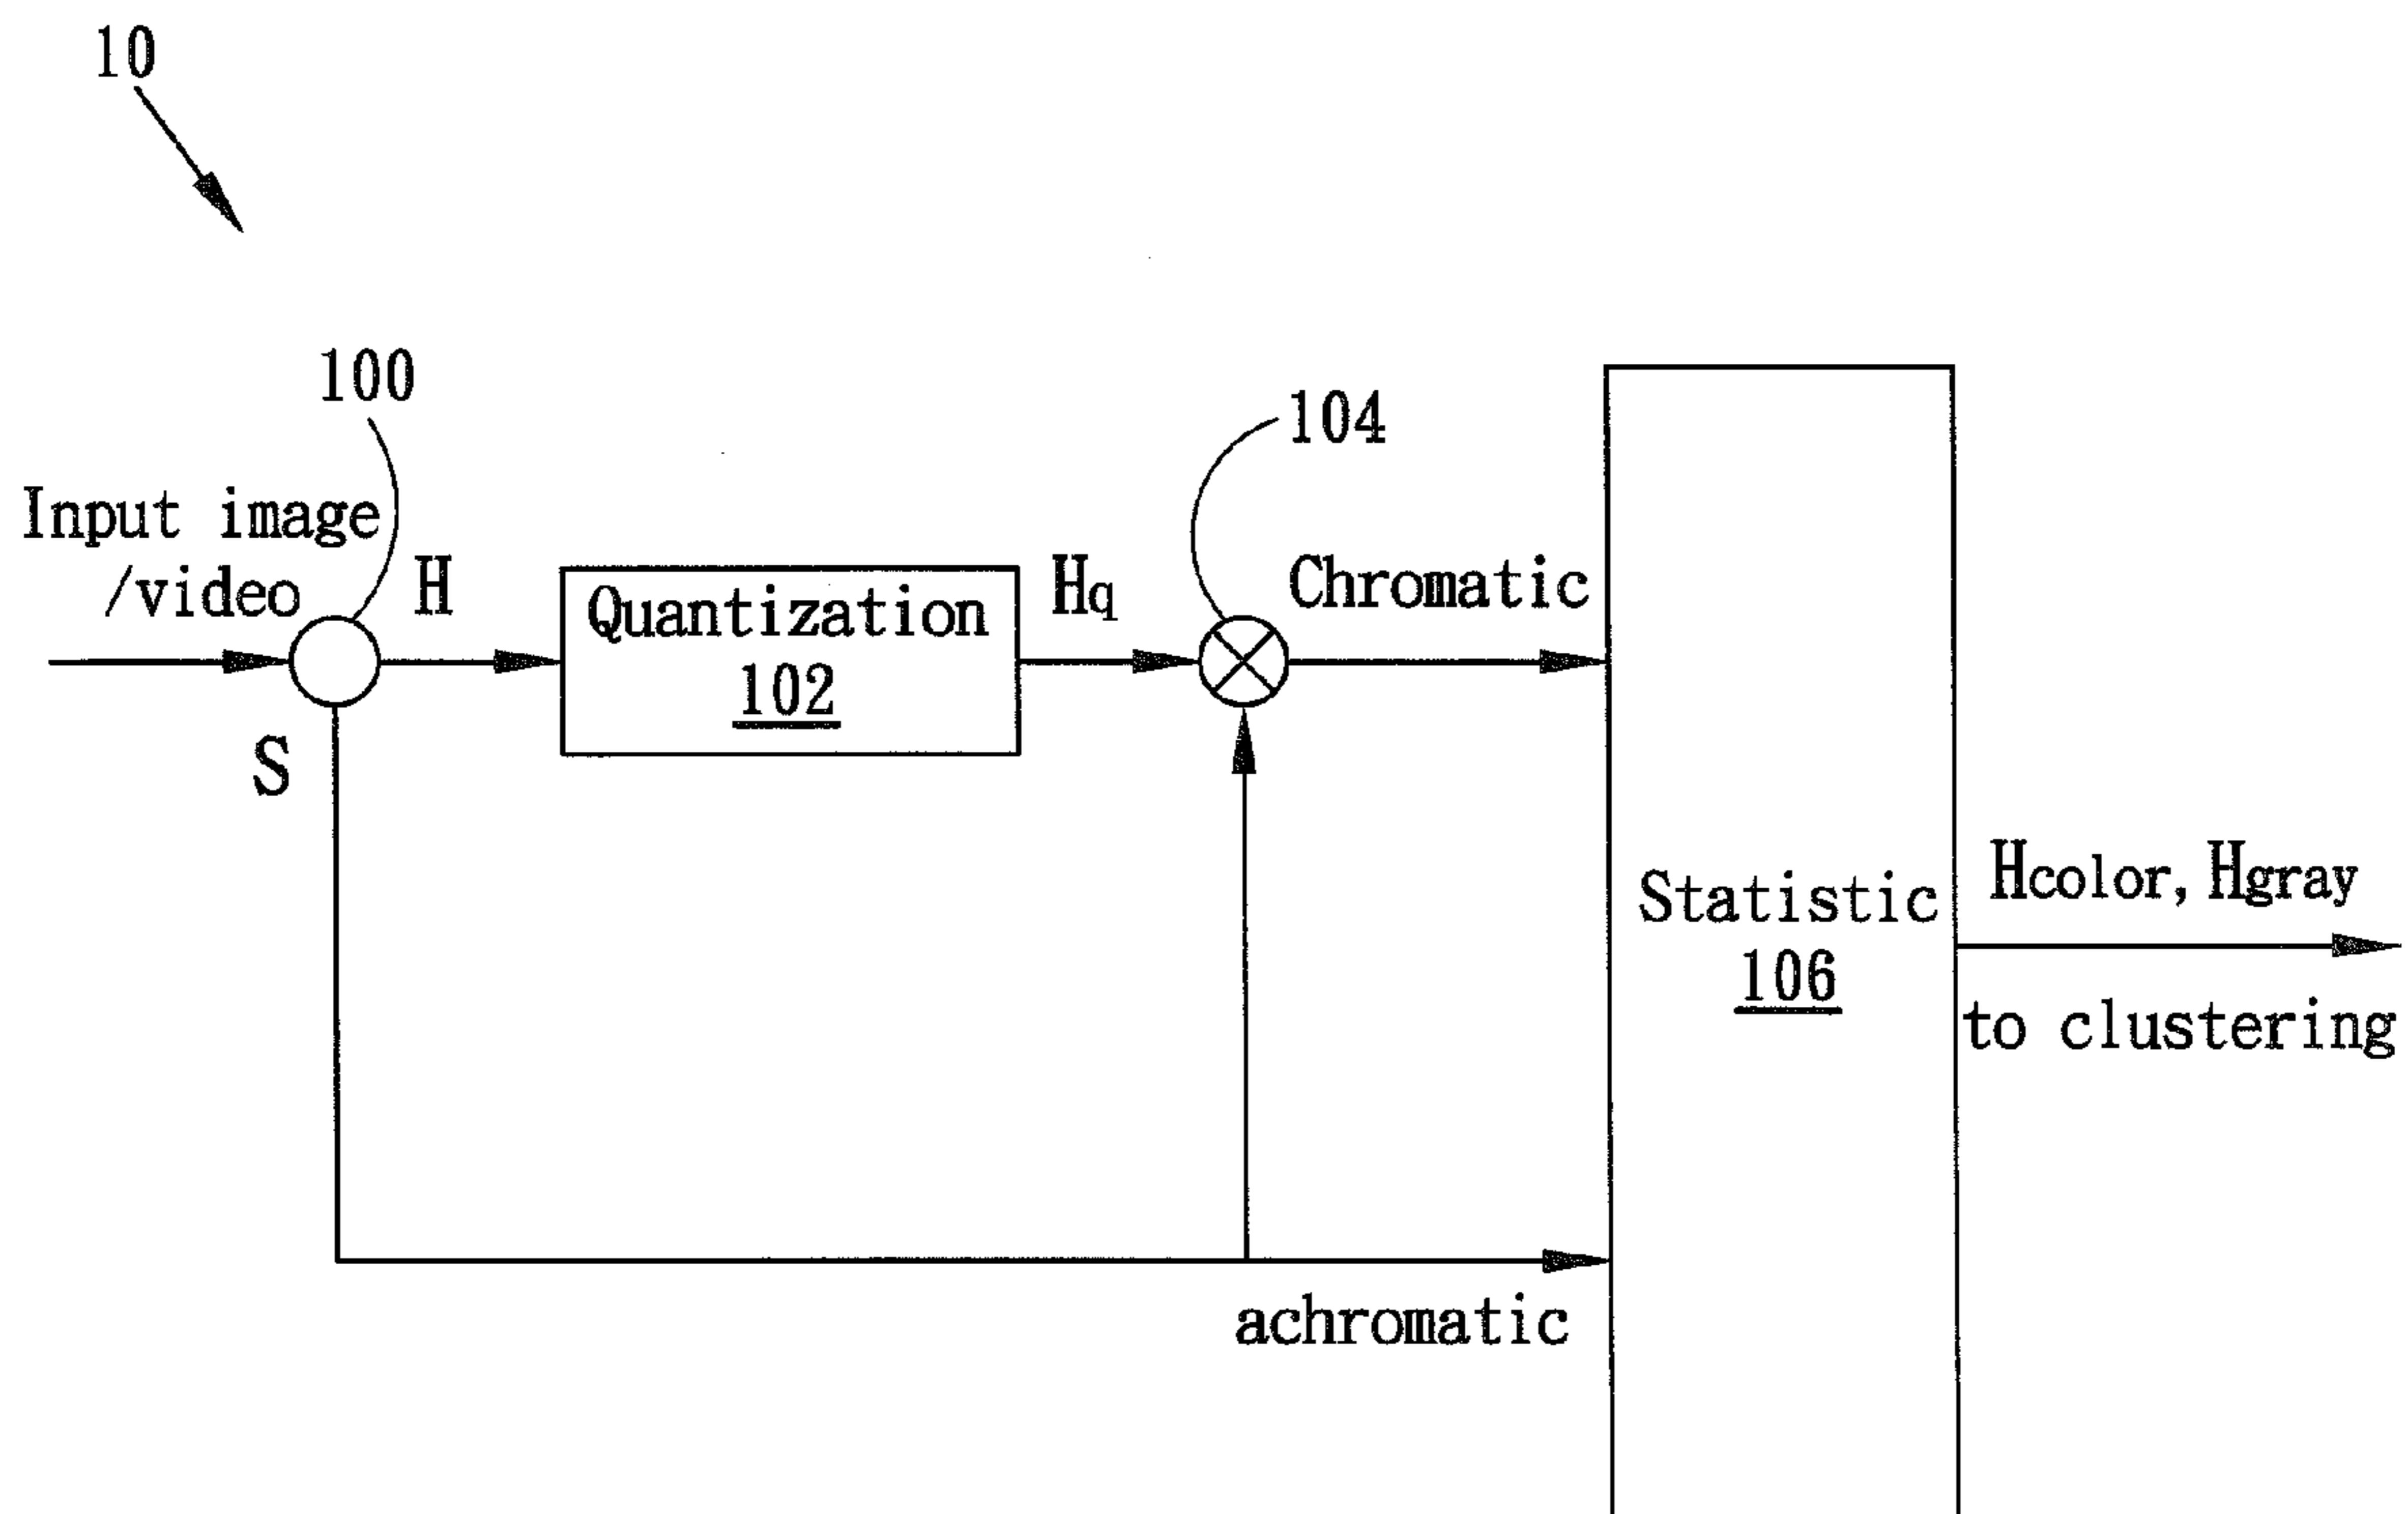 10
100
104
Input image
/video
H
Quantization
102
Hq
Chromatic
S
Statistic
106
Hcolor, Hgray
to clustering
achromatic